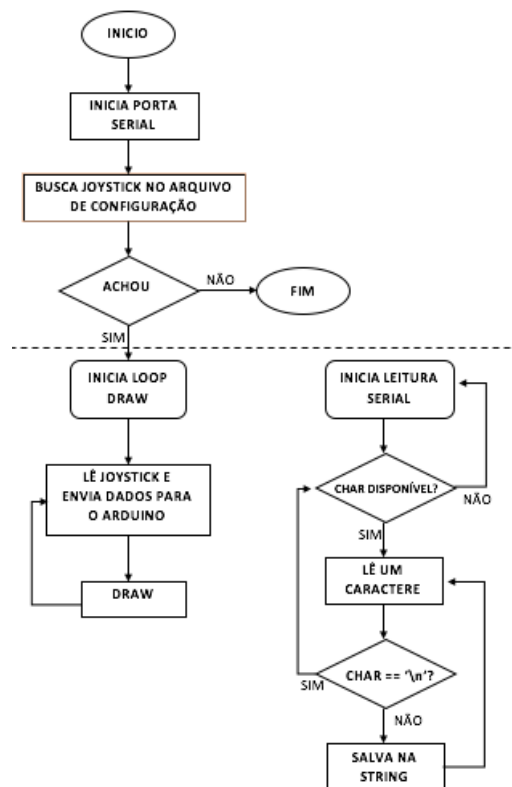 INICIO
INICIA PORTA
SERIAL
BUSCA JOYSTICK NO ARQUIVO
DE CONFIGURAÇÃO
ACHOU
NÃO
FIM
SIM
INICIA LOOP
DRAW
LÊ JOYSTICK E
ENVIA DADOS PARA
O ARDUINO
DRAW
INICIA LEITURA
SERIAL
CHAR DISPONÍVEL?
NÃO
SIM
LÊ UM
CARACTERE
CHAR == '\n'?
SIM
NÃO
SALVA NA
STRING